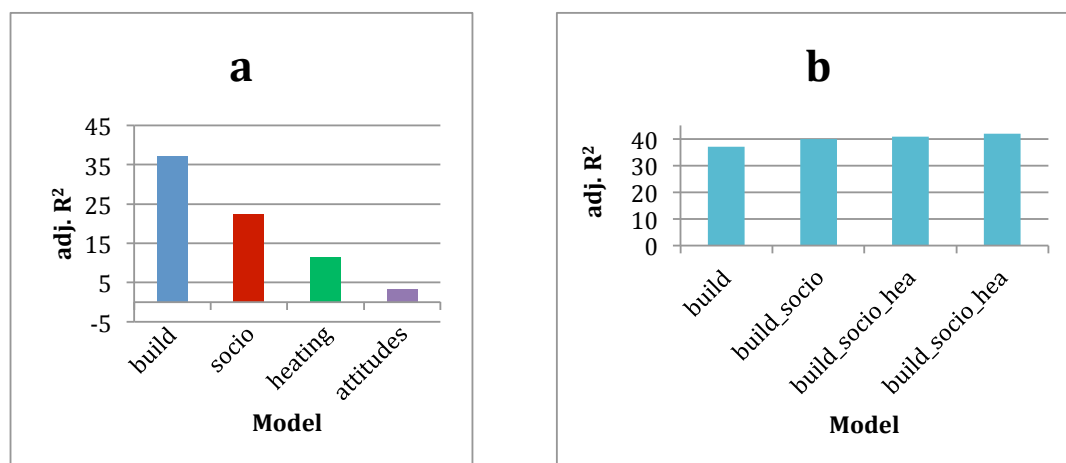 a
45
35
25
15
5
-5
adj. R²
build
socio
heating
attitudes
Model
b
40
30
20
10
0
adj. R²
build
build_socio
build_socio_hea
build_socio_hea
Model